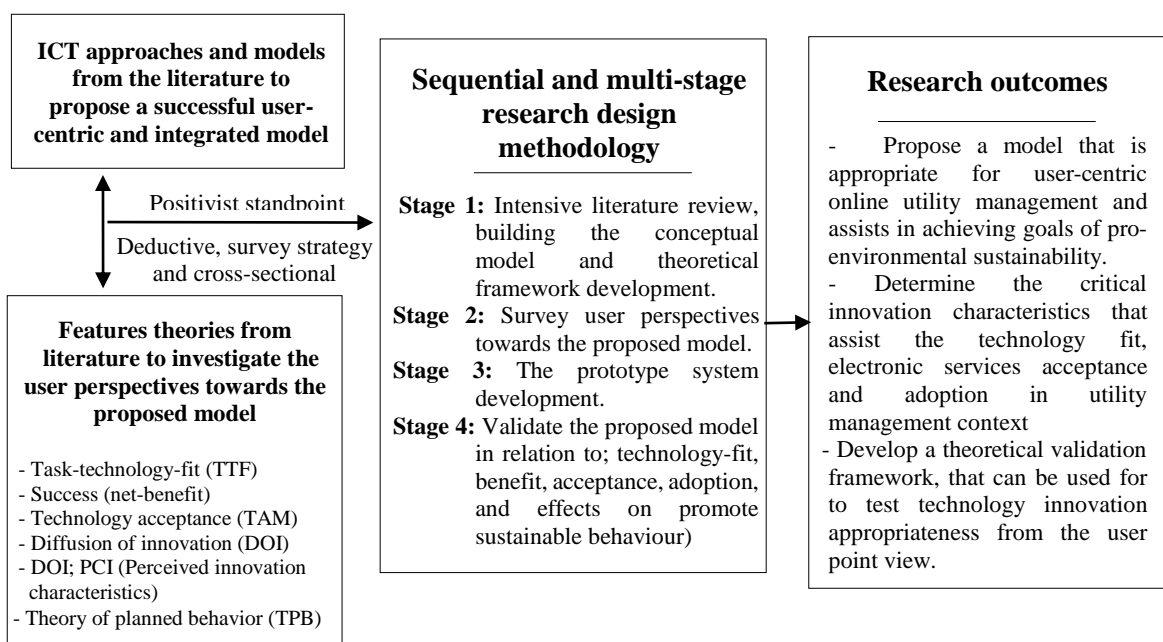 ICT approaches and models
from the literature to
propose a successful user-
centric and integrated model
Positivist standpoint
Deductive, survey strategy
and cross-sectional
Features theories from
literature to investigate the
user perspectives towards the
proposed model
- Task-technology-fit (TTF)
- Success (net-benefit)
- Technology acceptance (TAM)
- Diffusion of innovation (DOI)
- DOI; PCI (Perceived innovation
characteristics)
- Theory of planned behavior (TPB)
Sequential and multi-stage
research design
methodology
Stage 1: Intensive literature review,
building the conceptual
model and theoretical
framework development.
Stage 2: Survey user perspectives
towards the proposed model.
Stage 3: The prototype system
development.
Stage 4: Validate the proposed model
in relation to; technology-fit,
benefit, acceptance, adoption,
and effects on promote
sustainable behaviour)
Research outcomes
- Propose a model that is
appropriate for user-centric
online utility management and
assists in achieving goals of pro-
environmental sustainability.
- Determine the critical
innovation characteristics that
assist the technology fit,
electronic services acceptance
and adoption in utility
management context
- Develop a theoretical validation
framework, that can be used for
to test technology innovation
appropriateness from the user
point view.